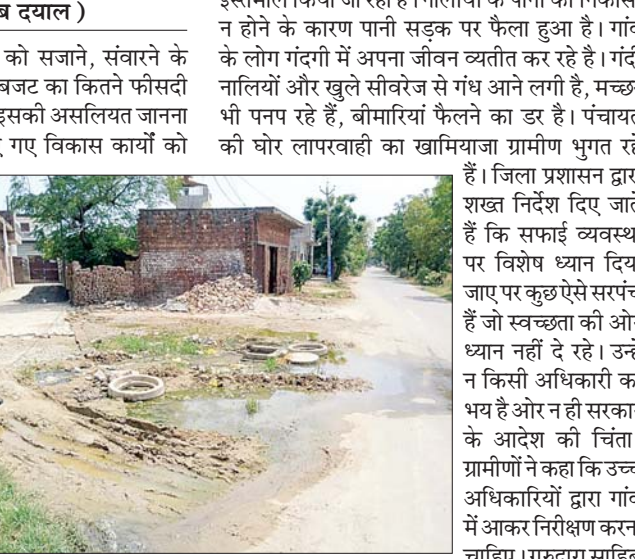 ब दयाल )
को सजाने, संवारने के
बजट का कितने फीसदी
इसकी असलियत जानना
गए विकास कार्यों को
न होने के कारण पानी सड़क पर फैला हुआ है। गांव
के लोग गंदगी में अपना जीवन व्यतीत कर रहे है। गंदी
नालियों और खुले सीवरेज से गंध आने लगी है, मच्छर
भी पनप रहे हैं, बीमारियां फैलने का डर है। पंचायत
की घोर लापरवाही का खामियाजा ग्रामीण भुगत रहे
हैं। जिला प्रशासन द्वारा
शख्त निर्देश दिए जाते
हैं कि सफाई व्यवस्था
पर विशेष ध्यान दिया
जाए पर कुछ ऐसे सरपंच
हैं जो स्वच्छता की ओर
ध्यान नहीं दे रहे। उन्हें
न किसी अधिकारी का
भय है ओर न ही सरकार
के आदेश की चिंता
ग्रामीणों ने कहा कि उच्च
अधिकारियों द्वारा गांव
में आकर निरीक्षण करना
चाहिए। गुरुद्वारा साहिब